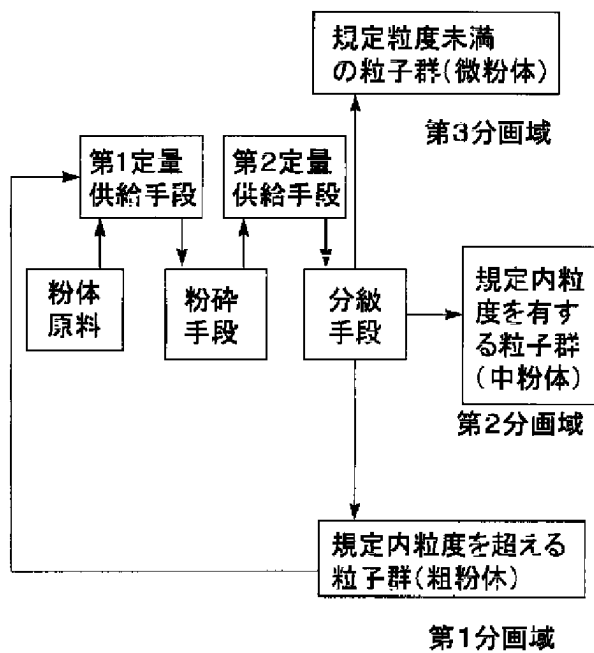 規定粒度未満
の粒子群(微粉体)
第3分画域
第1定量
供給手段
第2定量
供給手段
粉体
原料
粉砕
手段
分級
手段
規定内粒
度を有す
る粒子群
(中粉体)
第2分画域
規定内粒度を超える
粒子群(粗粉体)
第1分画域